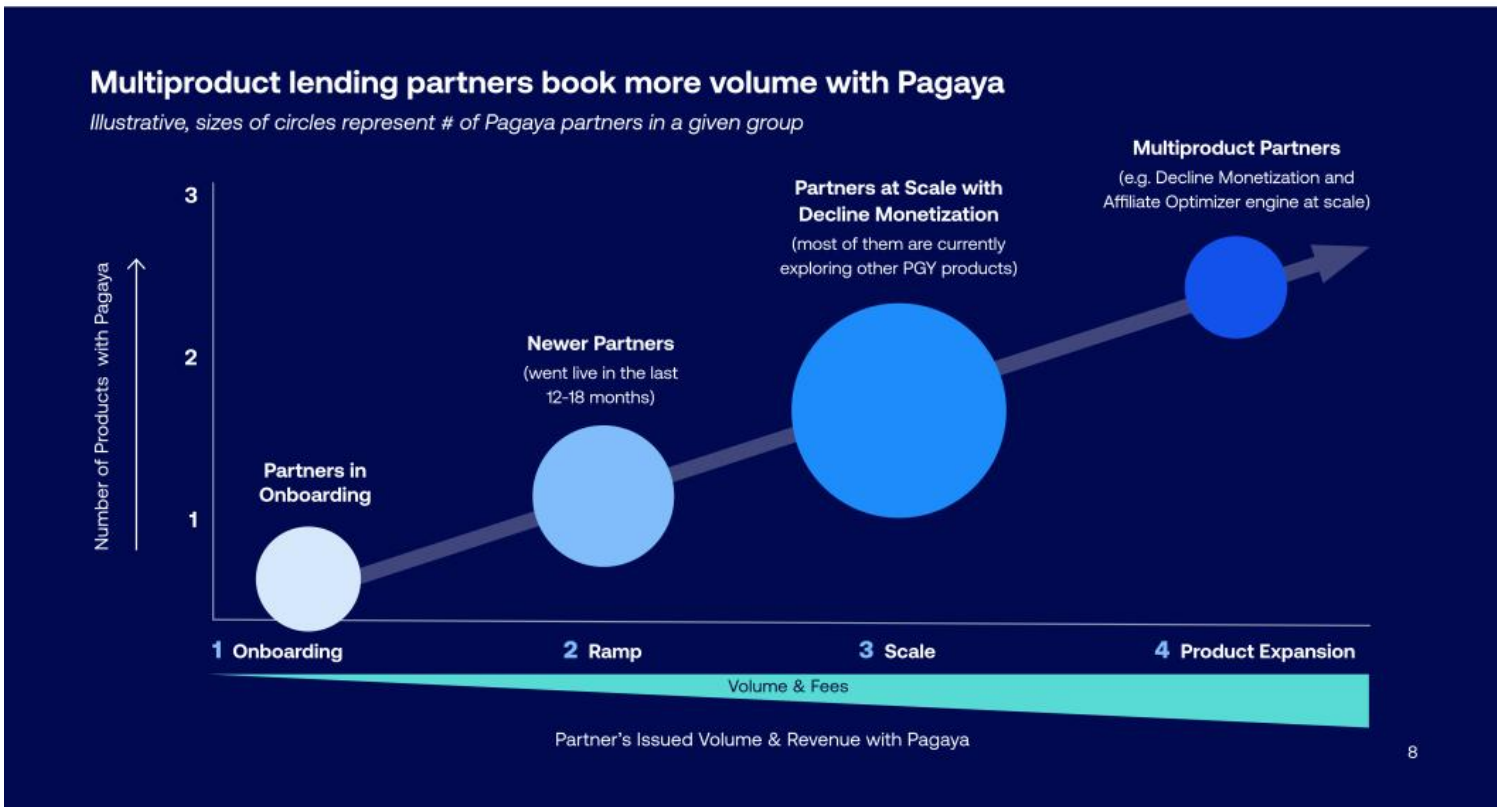 Multiproduct lending partners book more volume with Pagaya
Illustrative, sizes of circles represent # of Pagaya partners in a given group
Number of Products with Pagaya
3
2
1
Partners in
Onboarding
Newer Partners
(went live in the last
12-18 months)
Partners at Scale with
Decline Monetization
(most of them are currently
exploring other PGY products)
Multiproduct Partners
(e.g. Decline Monetization and
Affiliate Optimizer engine at scale)
1 Onboarding
2 Ramp
3 Scale
4 Product Expansion
Volume & Fees
Partner's Issued Volume & Revenue with Pagaya
8